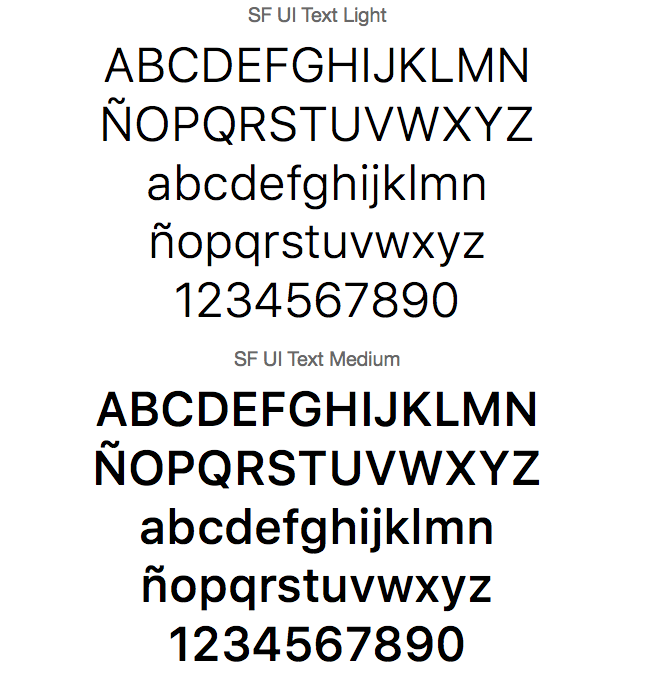 SF UI Text Light
ABCDEFGHIJKLMN
ÑOPQRSTUVWXYZ
abcdefghijklmn
ñopqrstuvwxyz
1234567890
SF UI Text Medium
ABCDEFGHIJKLMN
ÑOPQRSTUVWXYZ
abcdefghijklmn
ñopqrstuvwxyz
1234567890